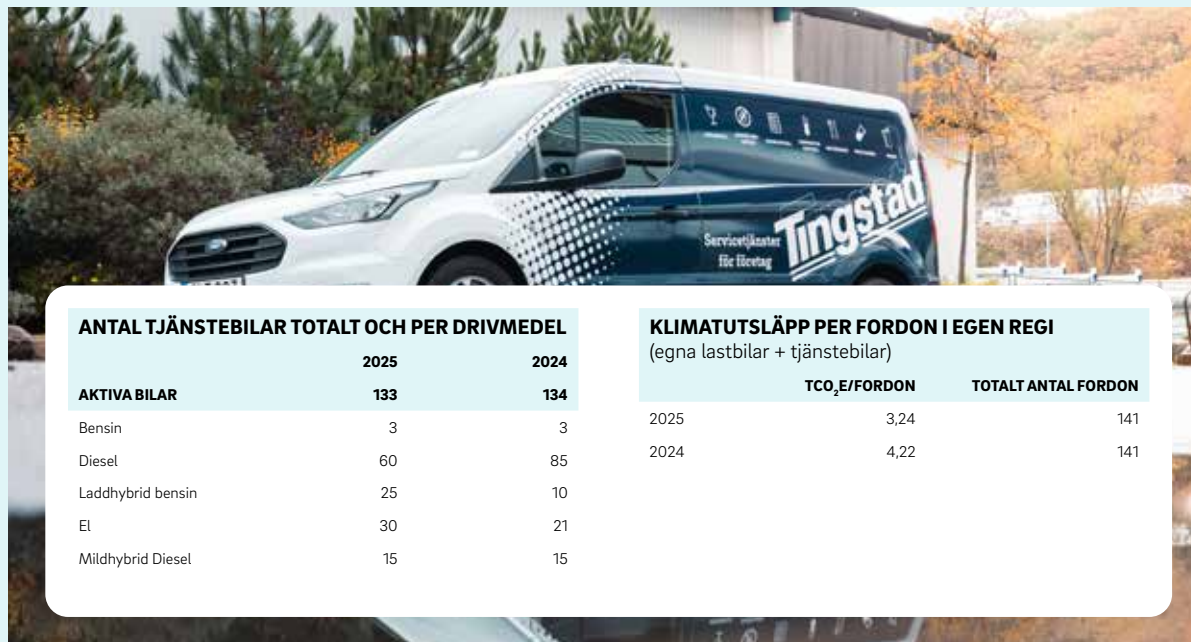 Servicetjänster
för företag
Tingstad
ANTAL TJÄNSTEBILAR TOTALT OCH PER DRIVMEDEL
2025 2024
AKTIVA BILAR 133 134
Bensin 3 3
Diesel 60 85
Laddhybrid bensin 25 10
El 30 21
Mildhybrid Diesel 15 15
KLIMATUTSLÄPP PER FORDON I EGEN REGI
(egna lastbilar + tjänstebilar)
TCO₂E/FORDON TOTALT ANTAL FORDON
2025 3,24 141
2024 4,22 141